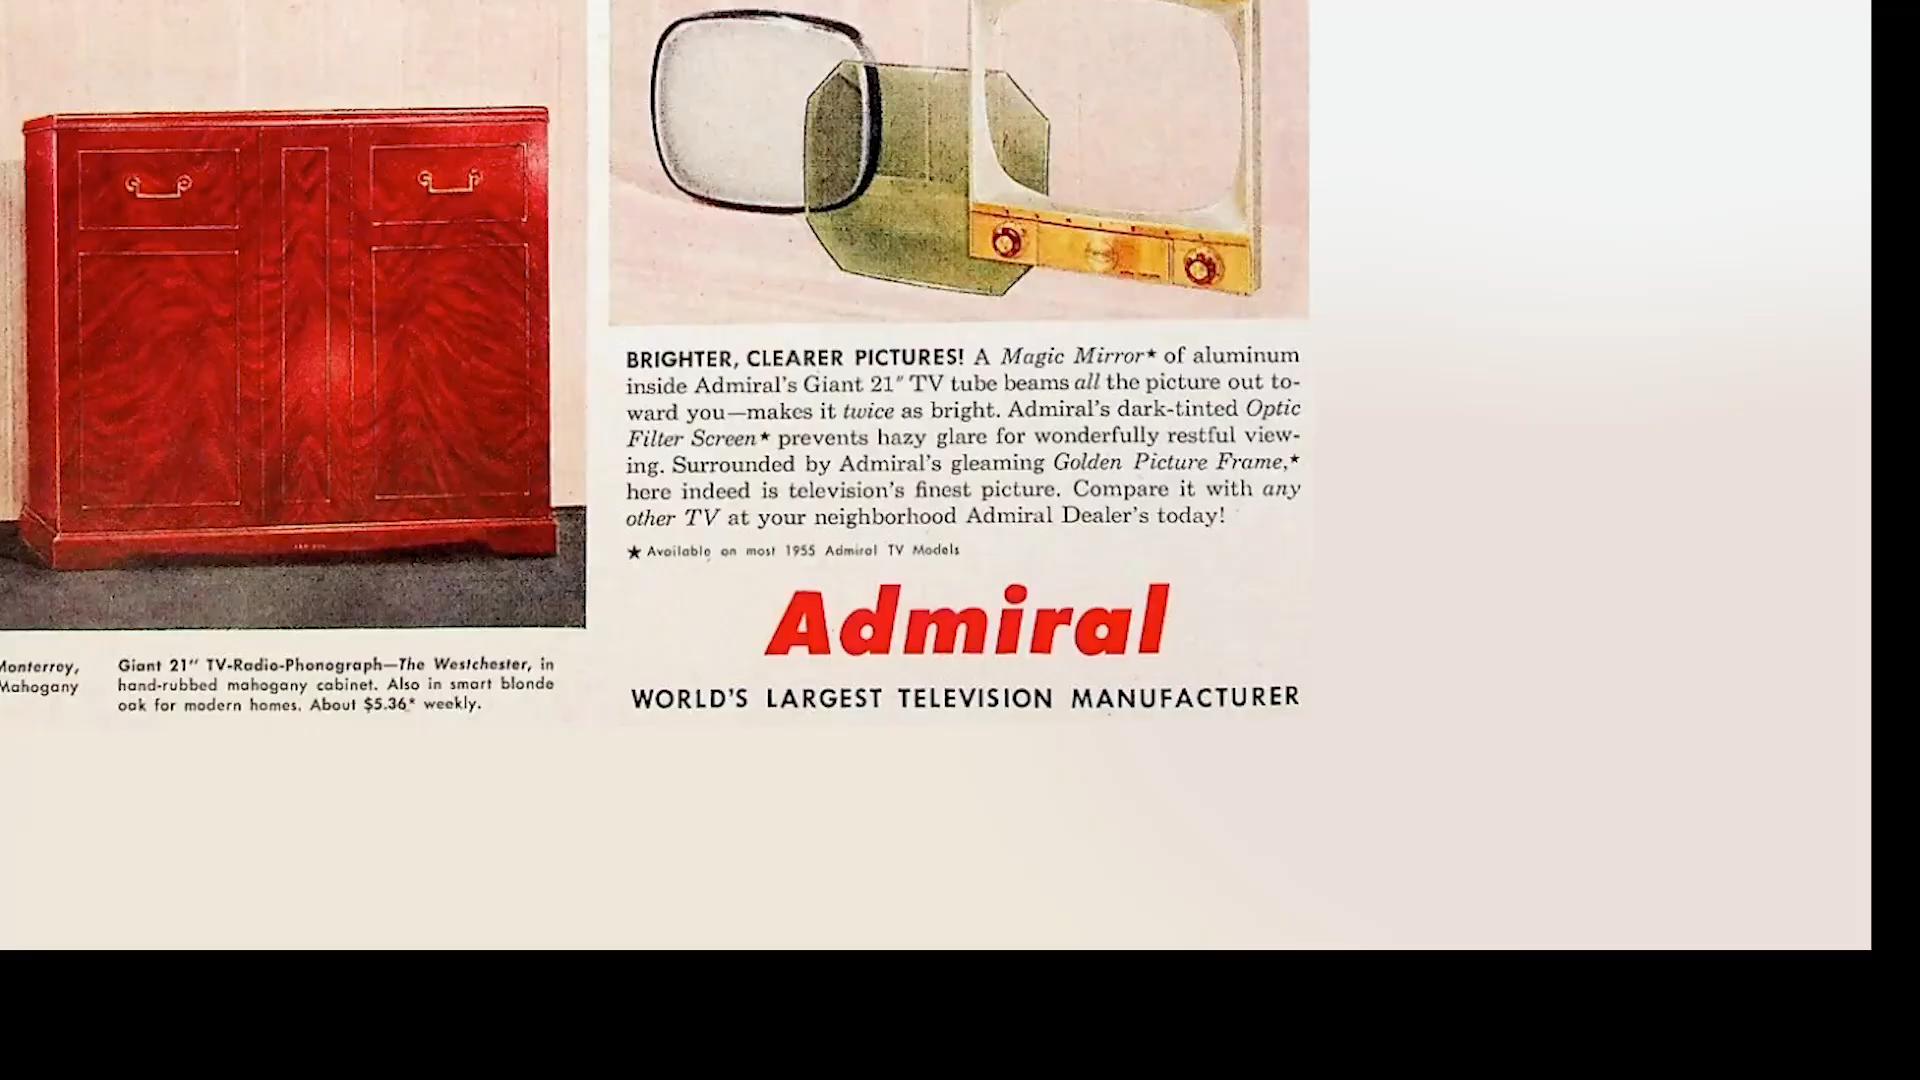 BRIGHTER, CLEARER PICTURES! A Magic Mirror★ of aluminum
inside Admiral's Giant 21" TV tube beams all the picture out to-
ward you—makes it twice as bright. Admiral's dark-tinted Optic
Filter Screen★ prevents hazy glare for wonderfully restful view-
ing. Surrounded by Admiral's gleaming Golden Picture Frame,★
here indeed is television's finest picture. Compare it with any
other TV at your neighborhood Admiral Dealer's today!
★ Available on most 1955 Admiral TV Models
Admiral
WORLD'S LARGEST TELEVISION MANUFACTURER
Monterrey,
Mahogany
Giant 21" TV-Radio-Phonograph—The Westchester, in
hand-rubbed mahogany cabinet. Also in smart blonde
oak for modern homes. About $5.36* weekly.